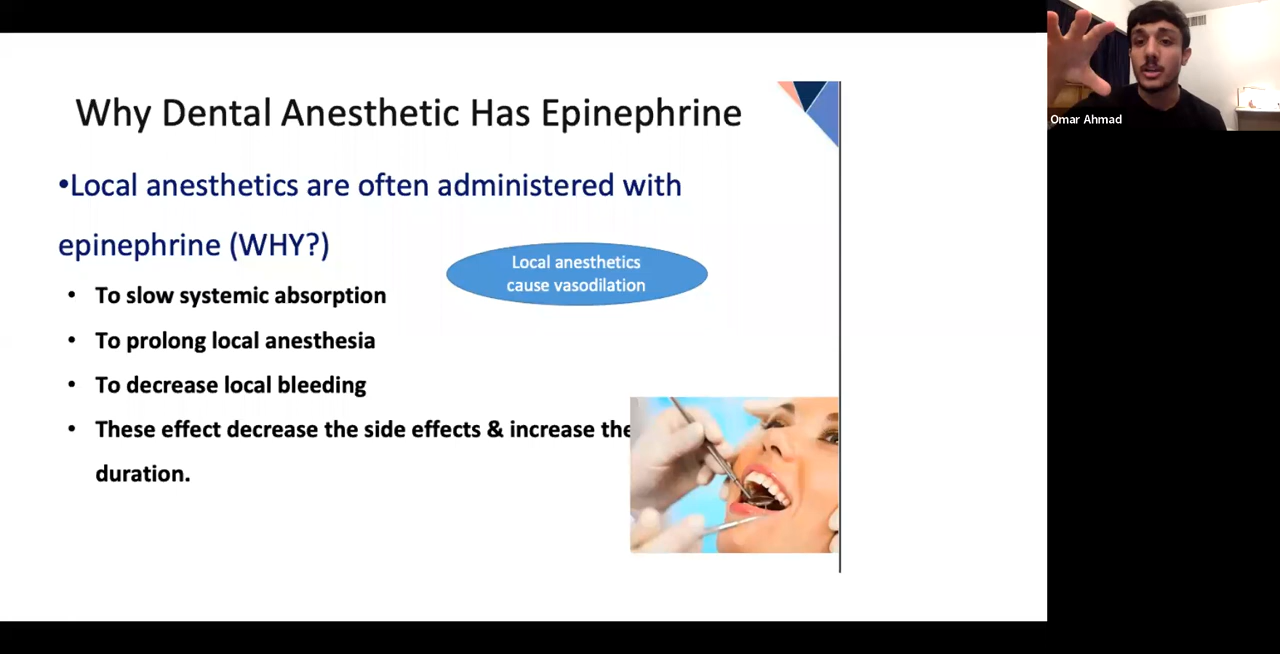 Why Dental Anesthetic Has Epinephrine
•Local anesthetics are often administered with
epinephrine (WHY?)
Local anesthetics
cause vasodilation
• To slow systemic absorption
• To prolong local anesthesia
• To decrease local bleeding
• These effect decrease the side effects & increase the
duration.
Omar Ahmad